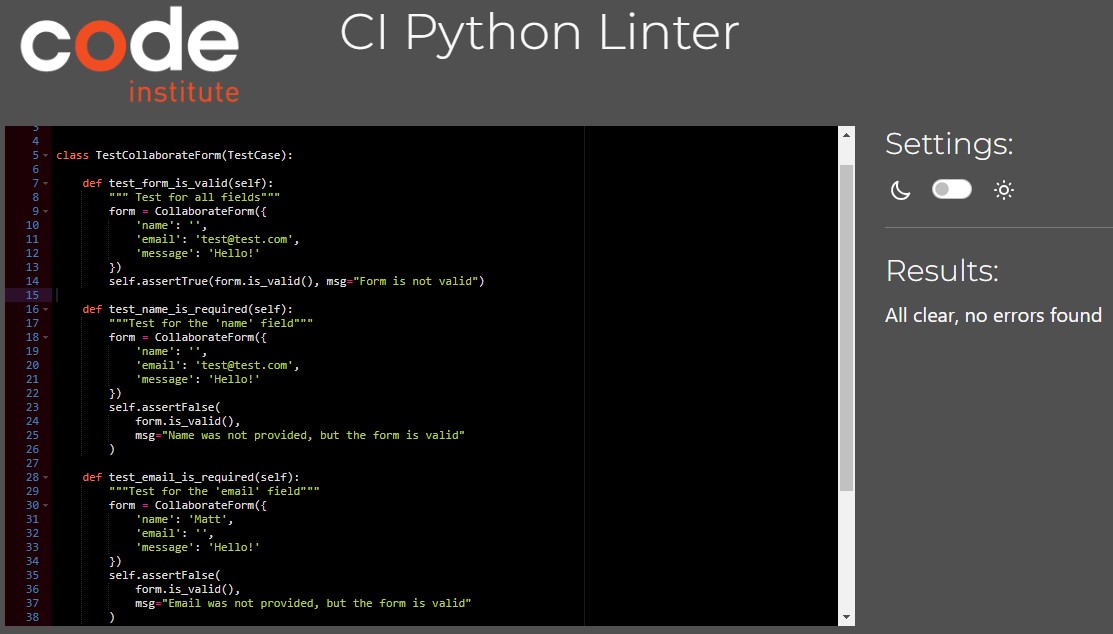 code
institute
CI Python Linter
3
4
5 class TestCollaborateForm(TestCase):
6
7     def test_form_is_valid(self):
8         """ Test for all fields"""
9         form = CollaborateForm({
10             'name': '',
11             'email': 'test@test.com',
12             'message': 'Hello!'
13         })
14         self.assertTrue(form.is_valid(), msg="Form is not valid")
15
16     def test_name_is_required(self):
17         """Test for the 'name' field"""
18         form = CollaborateForm({
19             'name': '',
20             'email': 'test@test.com',
21             'message': 'Hello!'
22         })
23         self.assertFalse(
24             form.is_valid(),
25             msg="Name was not provided, but the form is valid"
26         )
27
28     def test_email_is_required(self):
29         """Test for the 'email' field"""
30         form = CollaborateForm({
31             'name': 'Matt',
32             'email': '',
33             'message': 'Hello!'
34         })
35         self.assertFalse(
36             form.is_valid(),
37             msg="Email was not provided, but the form is valid"
38         )
Settings:
Results:
All clear, no errors found